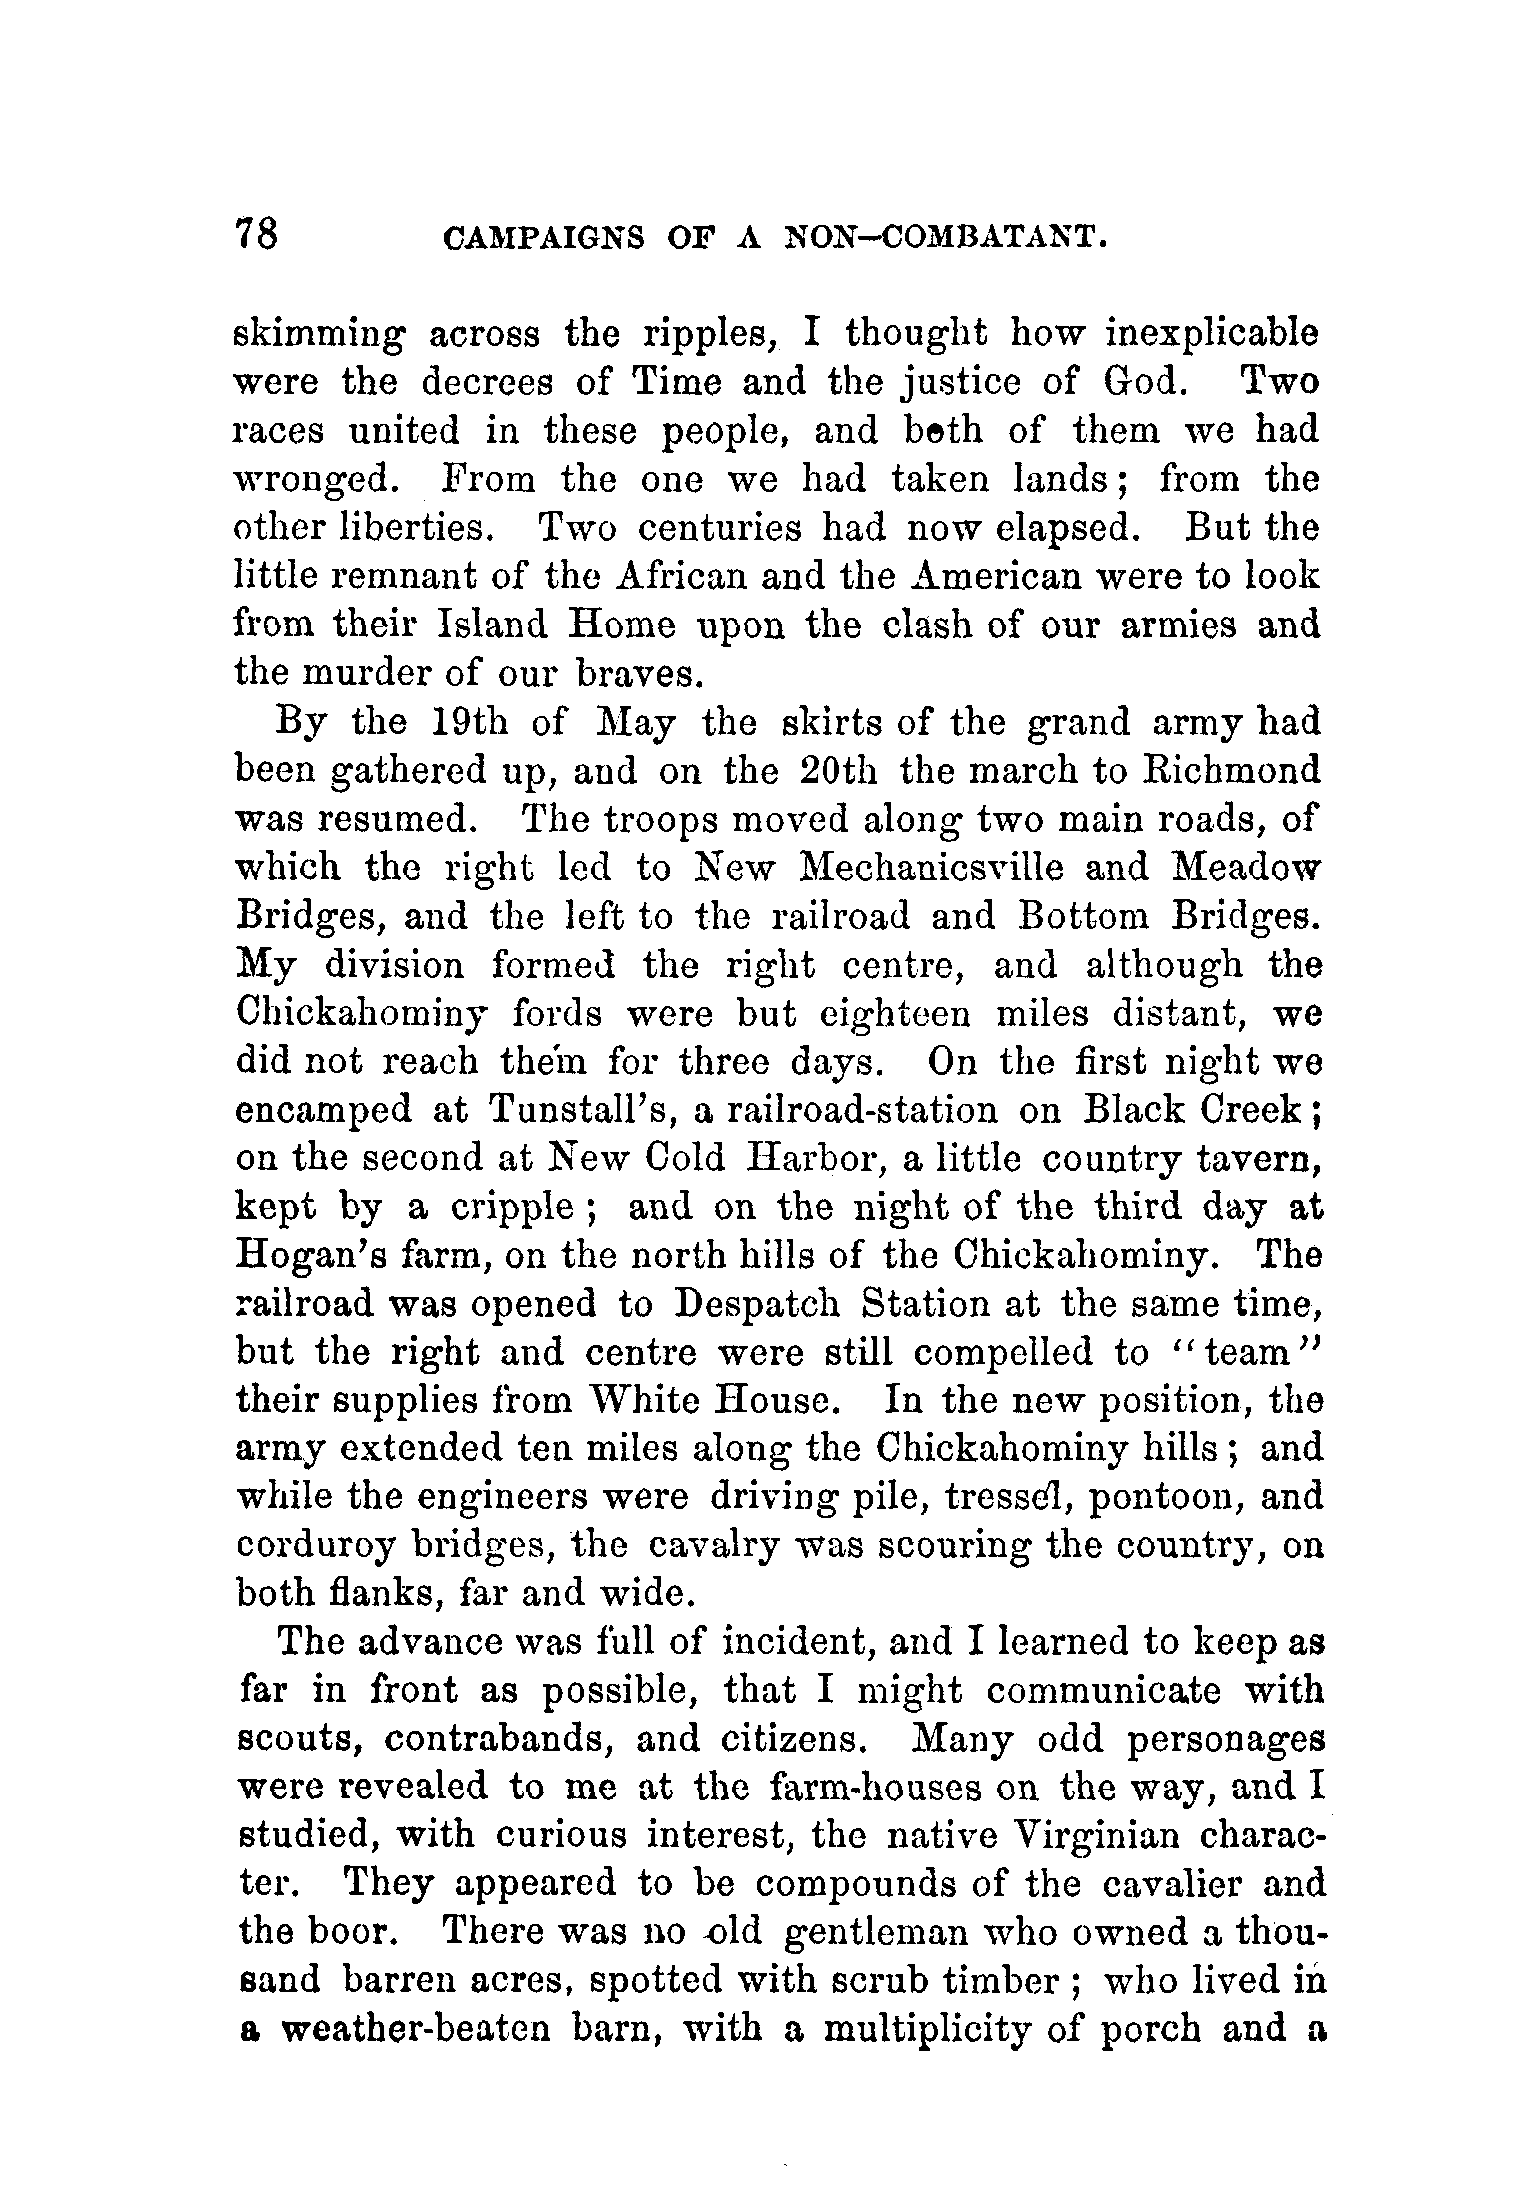 78 CAMPAIGNS OF A NON-COMBATANT.
skimming across the ripples, I thought how inexplicable
were the decrees of Time and the justice of God. Two
races united in these people, and both of them we had
wronged. From the one we had taken lands; from the
other liberties. Two centuries had now elapsed. But the
little remnant of the African and the American were to look
from their Island Home upon the clash of our armies and
the murder of our braves.
By the 19th of May the skirts of the grand army had
been gathered up, and on the 20th the march to Richmond
was resumed. The troops moved along two main roads, of
which the right led to New Mechanicsville and Meadow
Bridges, and the left to the railroad and Bottom Bridges.
My division formed the right centre, and although the
Chickahominy fords were but eighteen miles distant, we
did not reach them for three days. On the first night we
encamped at Tunstall's, a railroad-station on Black Creek;
on the second at New Cold Harbor, a little country tavern,
kept by a cripple; and on the night of the third day at
Hogan's farm, on the north hills of the Chickahominy. The
railroad was opened to Despatch Station at the same time,
but the right and centre were still compelled to "team"
their supplies from White House. In the new position, the
army extended ten miles along the Chickahominy hills; and
while the engineers were driving pile, tressel, pontoon, and
corduroy bridges, the cavalry was scouring the country, on
both flanks, far and wide.
The advance was full of incident, and I learned to keep as
far in front as possible, that I might communicate with
scouts, contrabands, and citizens. Many odd personages
were revealed to me at the farm-houses on the way, and I
studied, with curious interest, the native Virginian charac-
ter. They appeared to be compounds of the cavalier and
the boor. There was no old gentleman who owned a thou-
sand barren acres, spotted with scrub timber; who lived in
a weather-beaten barn, with a multiplicity of porch and a